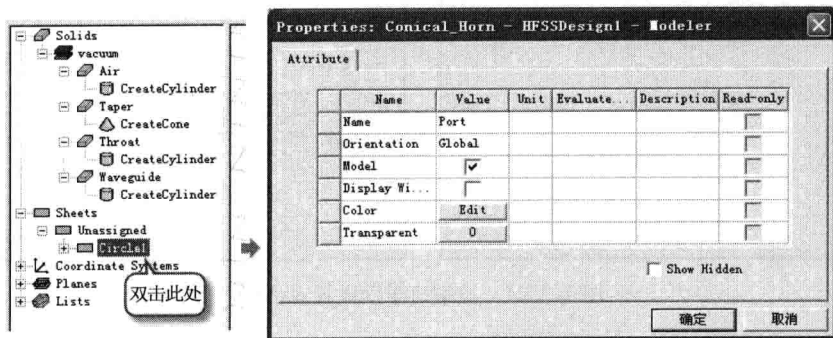 Solids
vacuum
Air
CreateCylinder
Taper
CreateCone
Throat
CreateCylinder
Waveguide
CreateCylinder
Sheets
Unassigned
Circle1
Coordinate Systems
Planes
Lists
双击此处
Properties: Conical_Horn - HFSSDesign1 - Modeler
Attribute
Name Value Unit Evaluate... Description Read-only
Name Port
Orientation Global
Model
Display Wi...
Color Edit
Transparent 0
Show Hidden
确定 取消